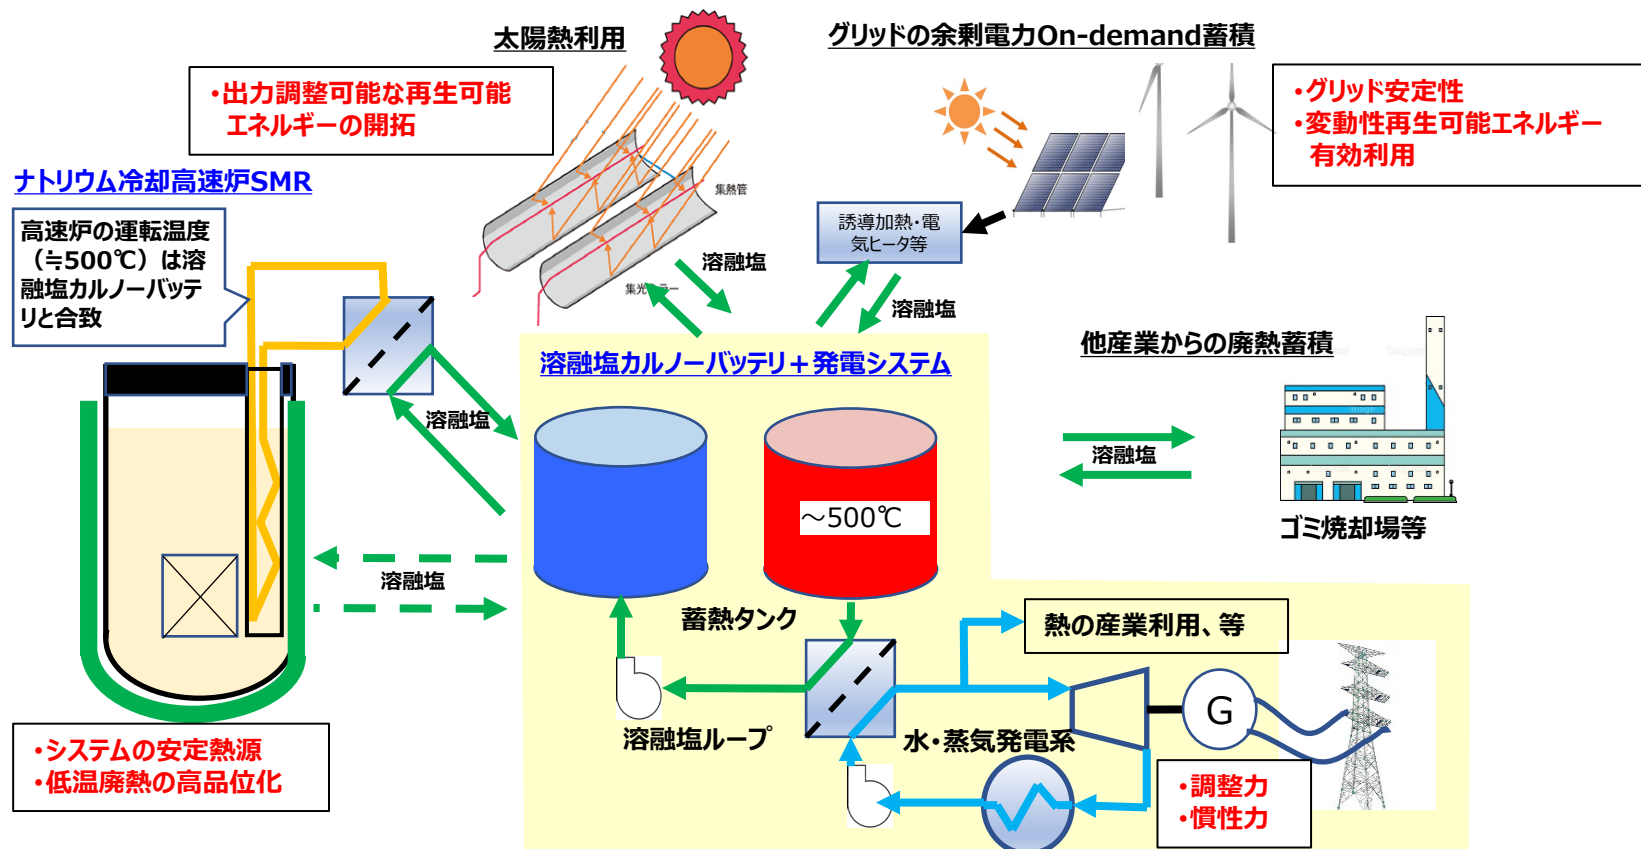 太陽熱利用
グリッドの余剰電力On-demand蓄積
・出力調整可能な再生可能
エネルギーの開拓
・グリッド安定性
・変動性再生可能エネルギー
有効利用
ナトリウム冷却高速炉SMR
集熱管
高速炉の運転温度
（≒500℃）は溶
融塩カルノーバッテ
リと合致
誘導加熱・電
気ヒータ等
溶融塩
溶融塩
他産業からの廃熱蓄積
溶融塩カルノーバッテリ＋発電システム
溶融塩
溶融塩
～500℃
ゴミ焼却場等
溶融塩
蓄熱タンク
熱の産業利用、等
G
溶融塩ループ
水・蒸気発電系
・システムの安定熱源
・低温廃熱の高品位化
・調整力
・慣性力